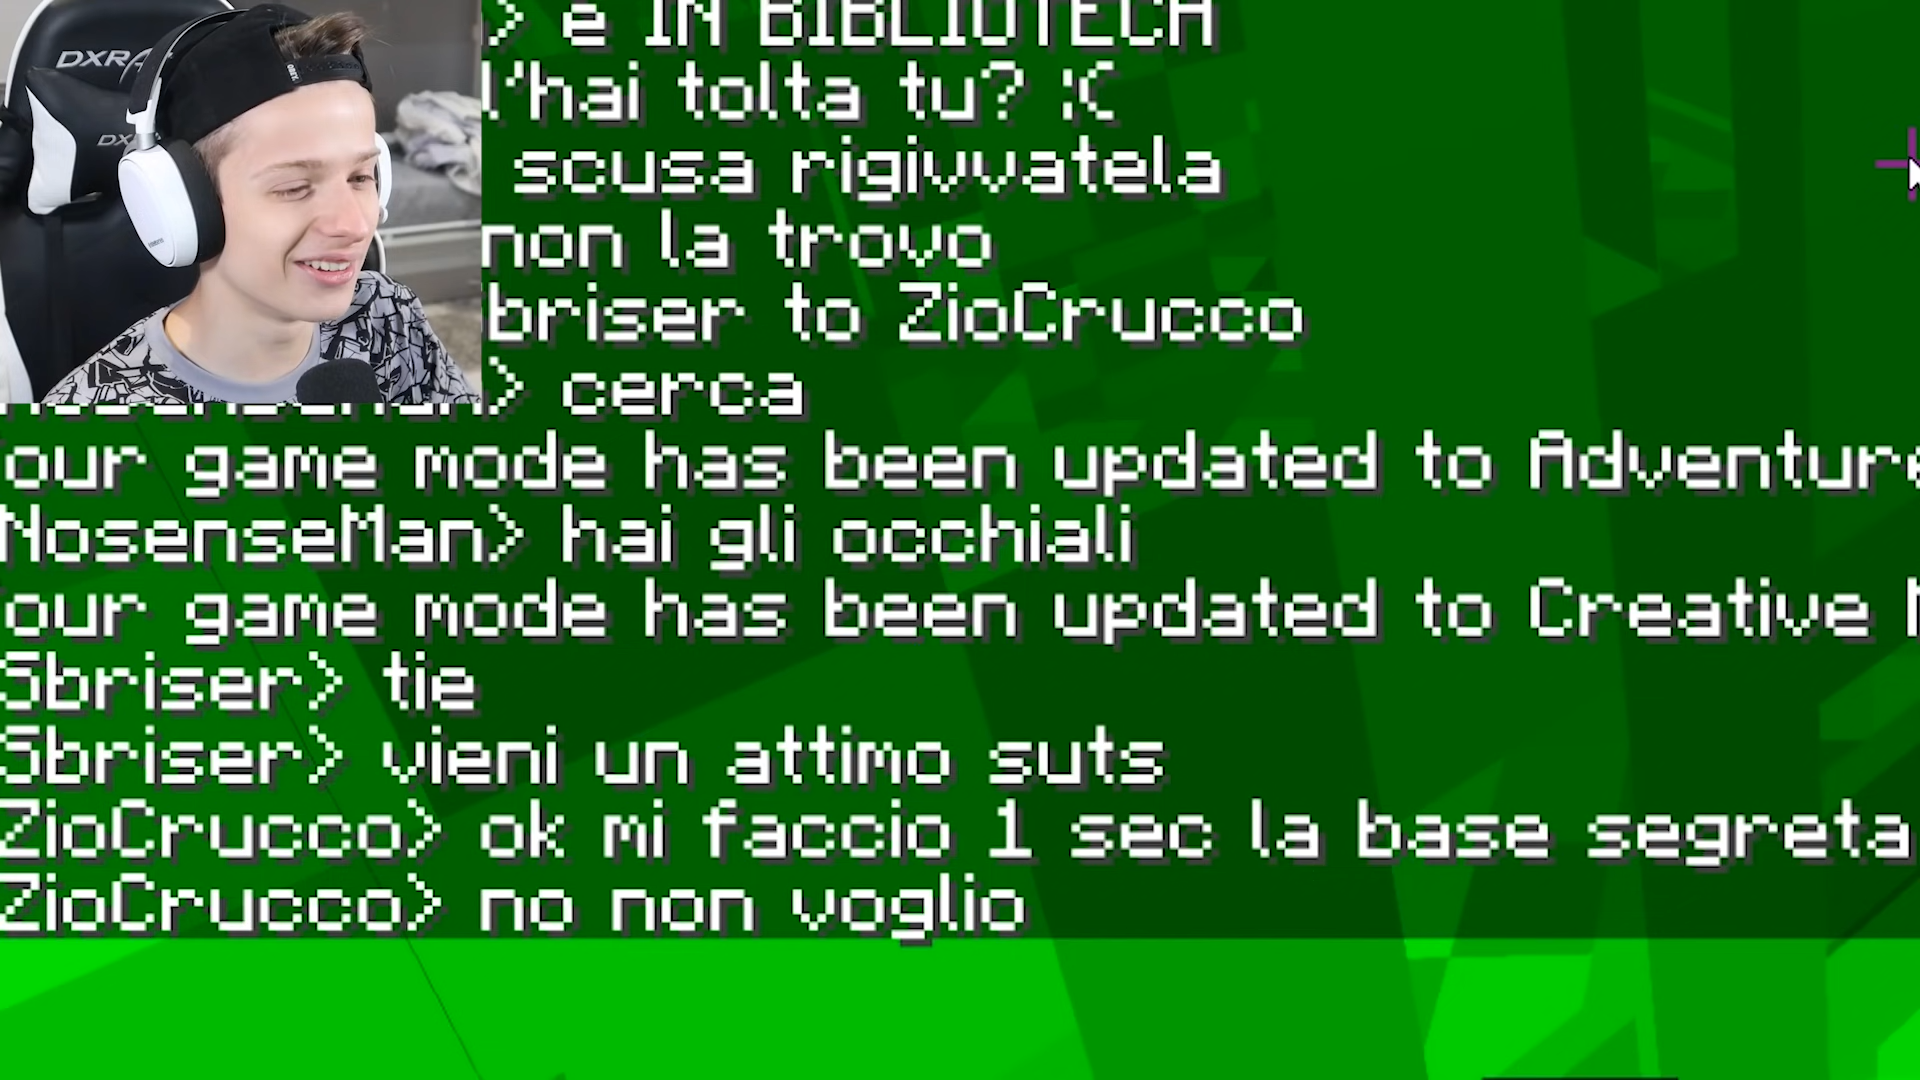 DXRA
DX
> è IN BIBLIOTECA
l'hai tolta tu? :(
scusa rigivvatela
non la trovo
briser to ZioCrucco
> cerca
our game mode has been updated to Adventure
NosenseMan> hai gli occhiali
our game mode has been updated to Creative
Sbriser> tie
Sbriser> vieni un attimo suts
ZioCrucco> ok mi faccio 1 sec la base segreta
ZioCrucco> no non voglio